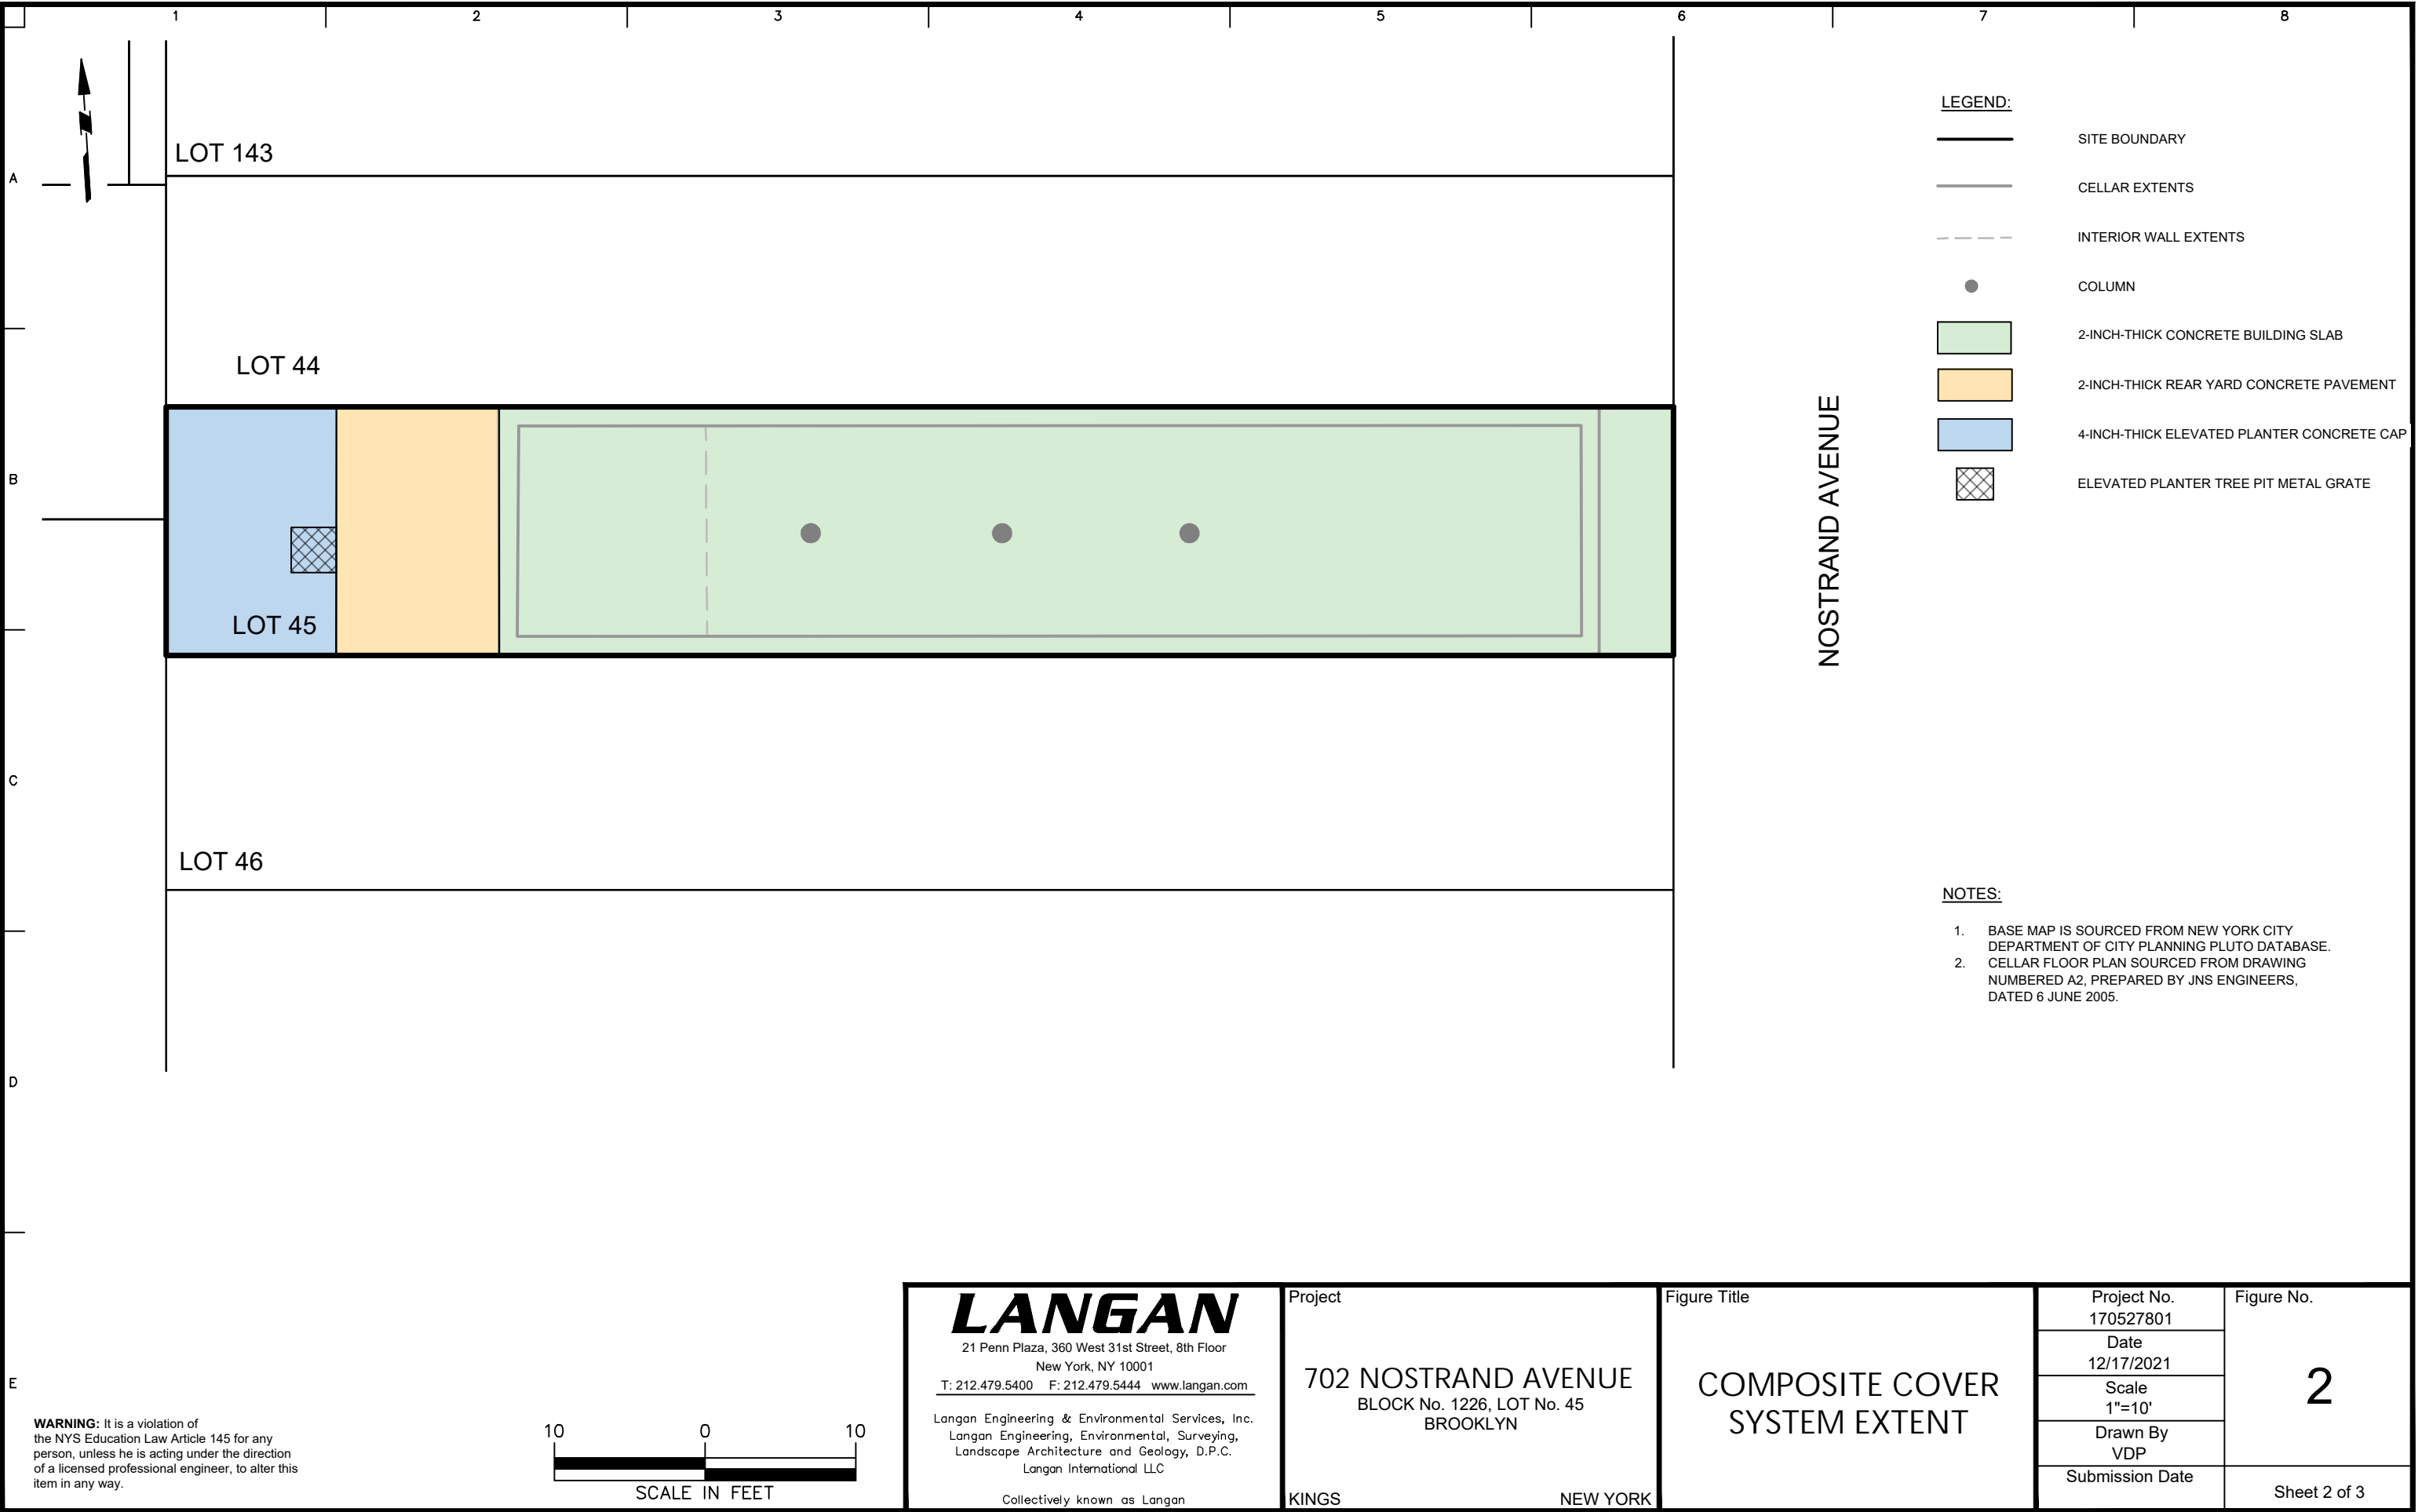 1 2 3 4 5 6 7 8
A
B
C
D
E
LOT 143
LOT 44
LOT 45
LOT 46
NOSTRAND AVENUE
LEGEND:
SITE BOUNDARY
CELLAR EXTENTS
INTERIOR WALL EXTENTS
COLUMN
2-INCH-THICK CONCRETE BUILDING SLAB
2-INCH-THICK REAR YARD CONCRETE PAVEMENT
4-INCH-THICK ELEVATED PLANTER CONCRETE CAP
ELEVATED PLANTER TREE PIT METAL GRATE
NOTES:
1. BASE MAP IS SOURCED FROM NEW YORK CITY
DEPARTMENT OF CITY PLANNING PLUTO DATABASE.
2. CELLAR FLOOR PLAN SOURCED FROM DRAWING
NUMBERED A2, PREPARED BY JNS ENGINEERS,
DATED 6 JUNE 2005.
WARNING: It is a violation of
the NYS Education Law Article 145 for any
person, unless he is acting under the direction
of a licensed professional engineer, to alter this
item in any way.
10 0 10
SCALE IN FEET
LANGAN
21 Penn Plaza, 360 West 31st Street, 8th Floor
New York, NY 10001
T: 212.479.5400 F: 212.479.5444 www.langan.com
Langan Engineering & Environmental Services, Inc.
Langan Engineering, Environmental, Surveying,
Landscape Architecture and Geology, D.P.C.
Langan International LLC
Collectively known as Langan
Project
702 NOSTRAND AVENUE
BLOCK No. 1226, LOT No. 45
BROOKLYN
KINGS NEW YORK
Figure Title
COMPOSITE COVER
SYSTEM EXTENT
Project No.
170527801
Date
12/17/2021
Scale
1"=10'
Drawn By
VDP
Submission Date
Figure No.
2
Sheet 2 of 3